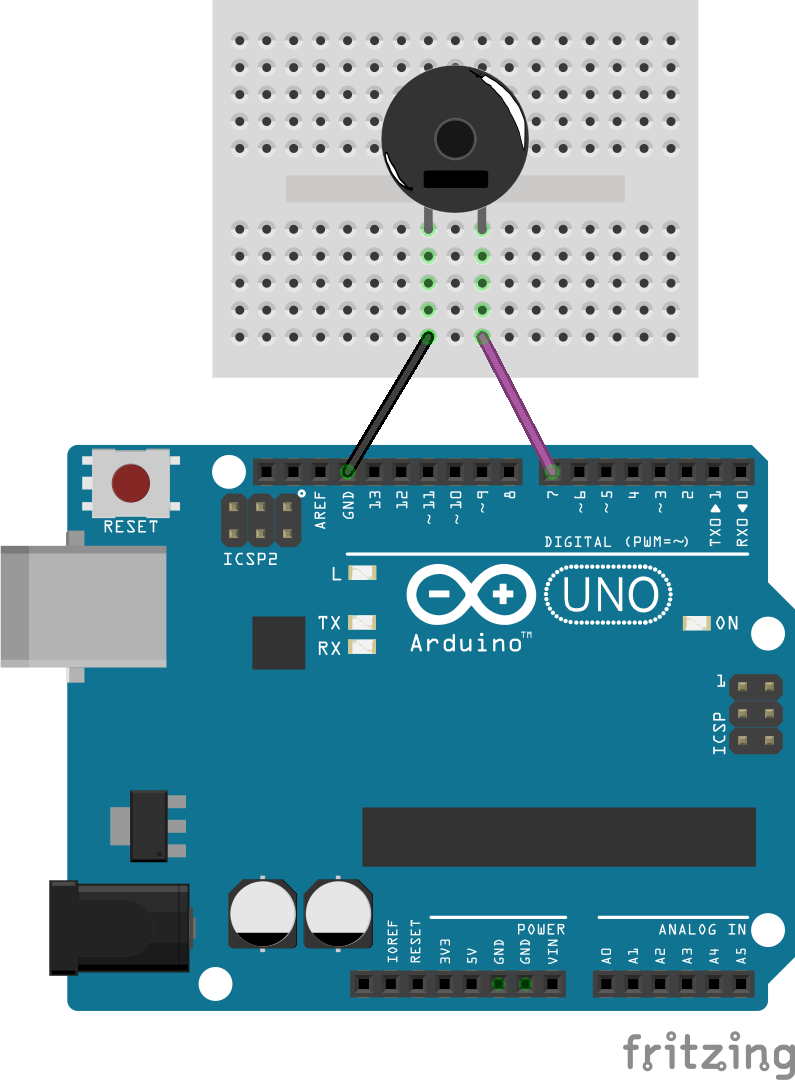 RESET
ICSP2
AREF
GND
13
12
~11
~10
~9
8
7
~6
~5
4
~3
2
TX0 ▶ 1
RX0 ◀ 0
DIGITAL (PWM=~)
L
TX
RX
Arduino™
UNO
ON
1
ICSP
IOREF
RESET
3V3
5V
GND
GND
VIN
POWER
A0
A1
A2
A3
A4
A5
ANALOG IN
fritzing